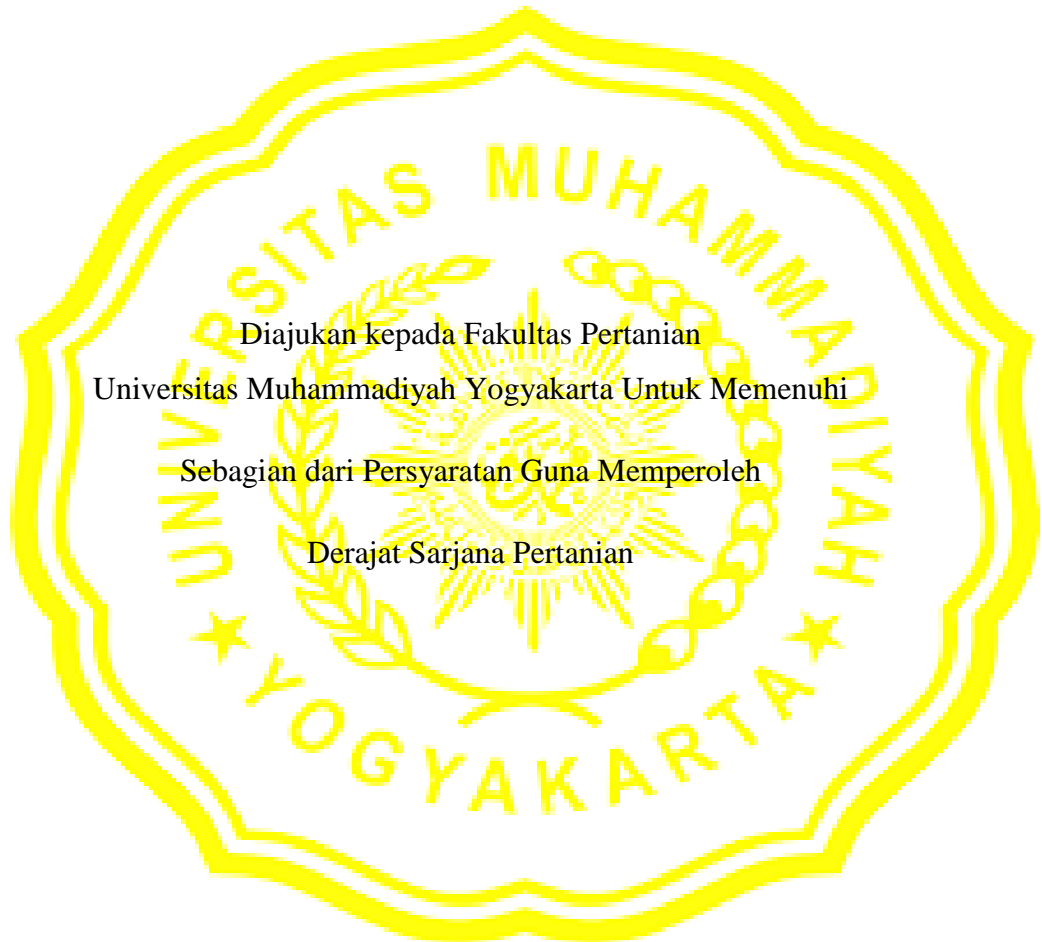 UNIVERSITAS MUHAMMADIYAH
Diajukan kepada Fakultas Pertanian
Universitas Muhammadiyah Yogyakarta Untuk Memenuhi
Sebagian dari Persyaratan Guna Memperoleh
Derajat Sarjana Pertanian
★ YOGYAKARTA ★